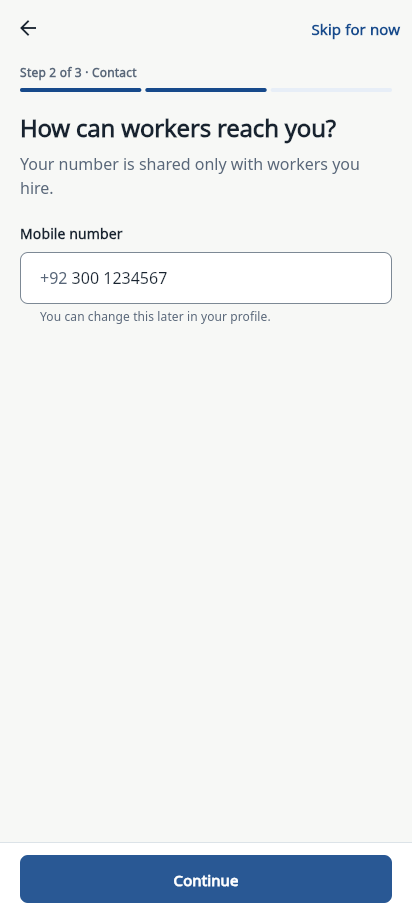 Skip for now
Step 2 of 3 · Contact
How can workers reach you?
Your number is shared only with workers you
hire.
Mobile number
+92 300 1234567
You can change this later in your profile.
Continue